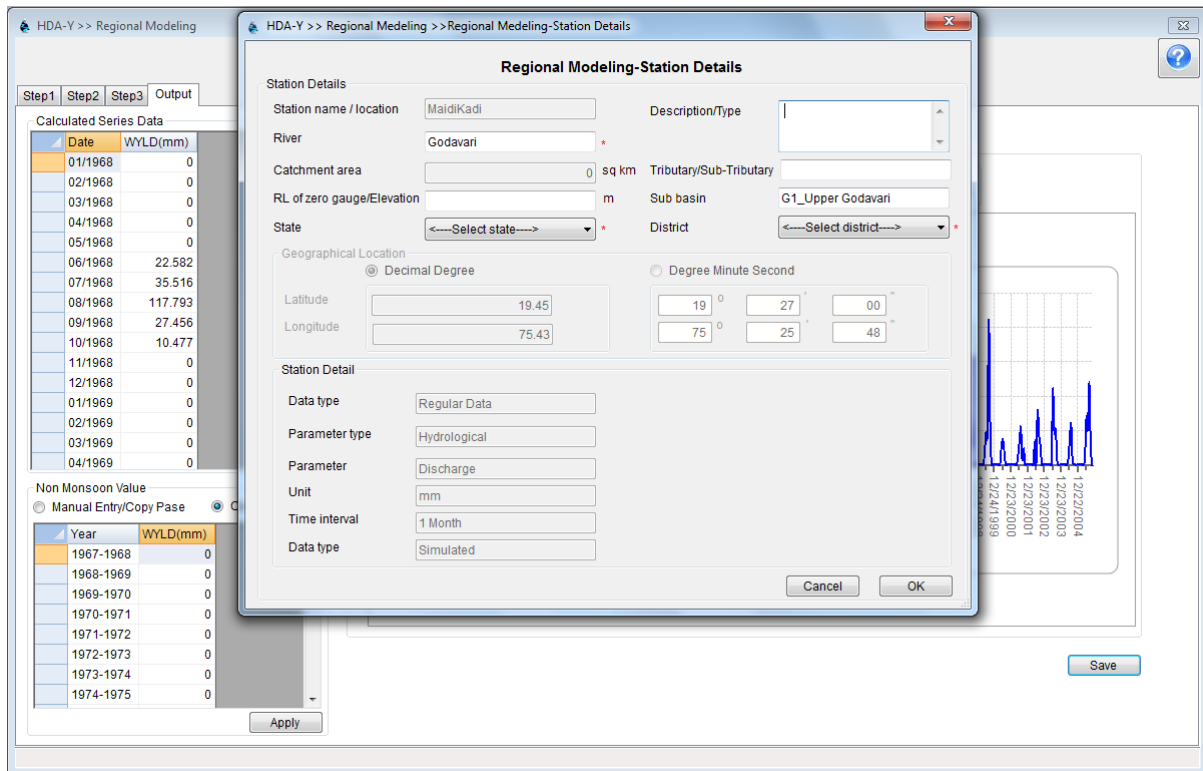 HDA-Y >> Regional Modeling
HDA-Y >> Regional Medeling >>Regional Medeling-Station Details
Regional Modeling-Station Details
Station Details
Station name / location MaidiKadi Description/Type
River Godavari *
Catchment area 0 sq km Tributary/Sub-Tributary
RL of zero gauge/Elevation m Sub basin G1_Upper Godavari
State <----Select state----> * District <----Select district----> *
Geographical Location
Decimal Degree Degree Minute Second
Latitude 19.45 19 o 27 ' 00 "
Longitude 75.43 75 o 25 ' 48 "
Station Detail
Data type Regular Data
Parameter type Hydrological
Parameter Discharge
Unit mm
Time interval 1 Month
Data type Simulated
Cancel OK
Step1 Step2 Step3 Output
Calculated Series Data
Date WYLD(mm)
01/1968 0
02/1968 0
03/1968 0
04/1968 0
05/1968 0
06/1968 22.582
07/1968 35.516
08/1968 117.793
09/1968 27.456
10/1968 10.477
11/1968 0
12/1968 0
01/1969 0
02/1969 0
03/1969 0
04/1969 0
Non Monsoon Value
Manual Entry/Copy Pase
Year WYLD(mm)
1967-1968 0
1968-1969 0
1969-1970 0
1970-1971 0
1971-1972 0
1972-1973 0
1973-1974 0
1974-1975 0
Apply
12/24/1999
12/23/2000
12/23/2001
12/23/2002
12/23/2003
12/22/2004
Save